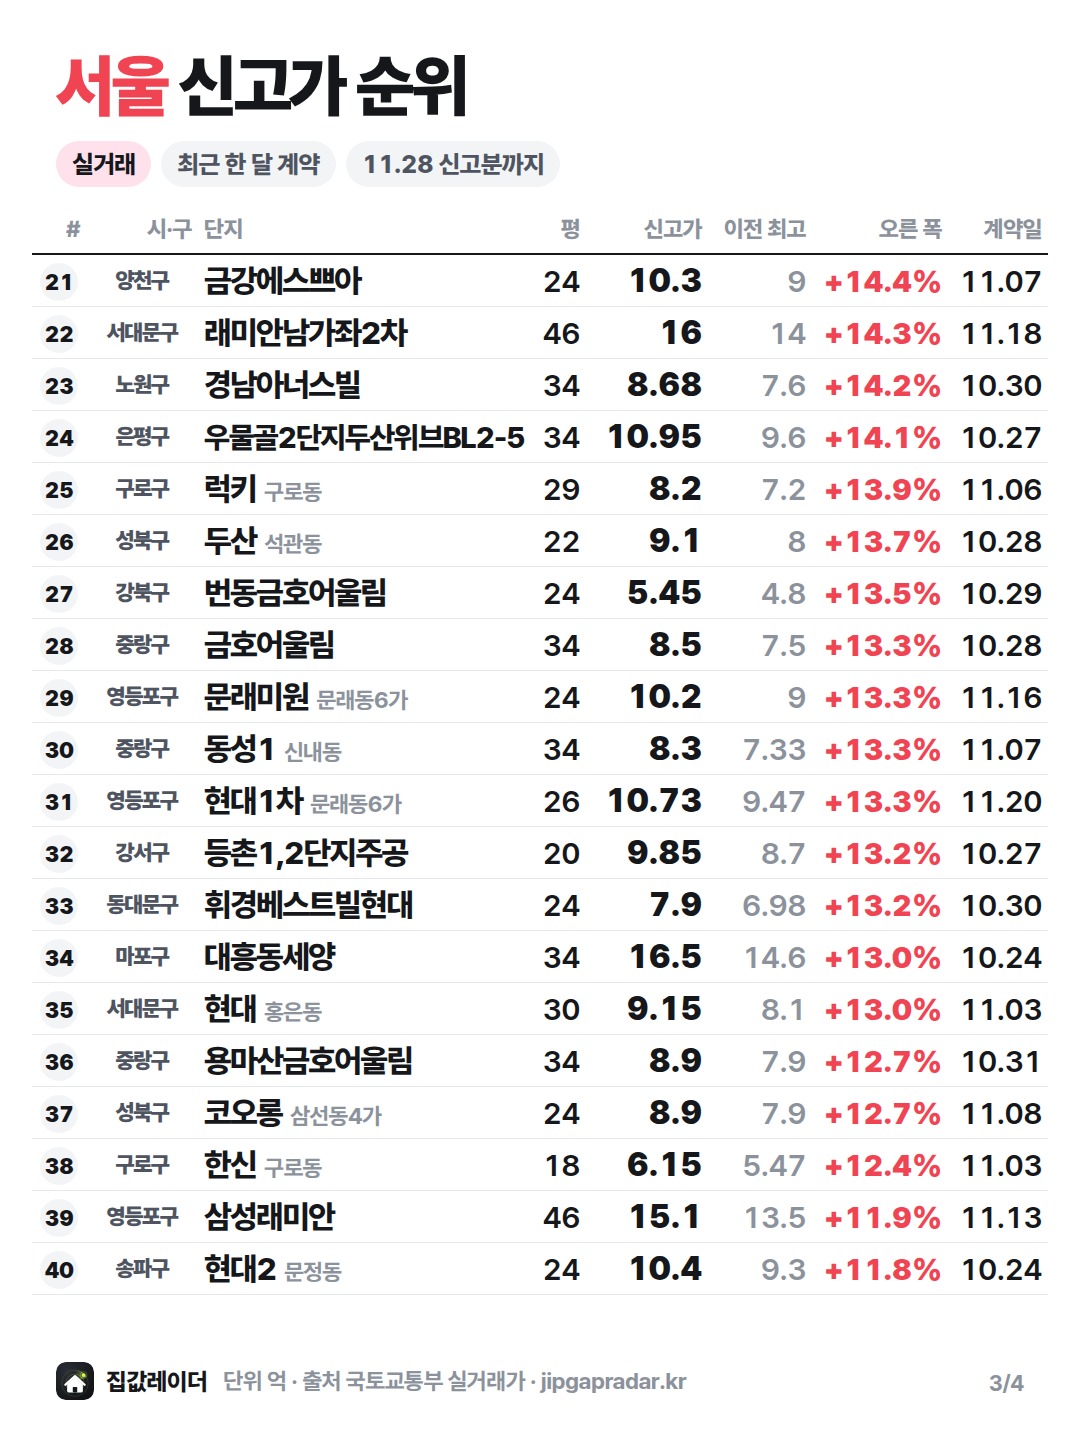 서울 신고가 순위
실거래 최근 한 달 계약 11.28 신고분까지
# 시·구 단지 평 신고가 이전 최고 오른 폭 계약일
21 양천구 금강에스쁘아 24 10.3 9 +14.4% 11.07
22 서대문구 래미안남가좌2차 46 16 14 +14.3% 11.18
23 노원구 경남아너스빌 34 8.68 7.6 +14.2% 10.30
24 은평구 우물골2단지두산위브BL2-5 34 10.95 9.6 +14.1% 10.27
25 구로구 럭키 구로동 29 8.2 7.2 +13.9% 11.06
26 성북구 두산 석관동 22 9.1 8 +13.7% 10.28
27 강북구 번동금호어울림 24 5.45 4.8 +13.5% 10.29
28 중랑구 금호어울림 34 8.5 7.5 +13.3% 10.28
29 영등포구 문래미원 문래동6가 24 10.2 9 +13.3% 11.16
30 중랑구 동성1 신내동 34 8.3 7.33 +13.3% 11.07
31 영등포구 현대1차 문래동6가 26 10.73 9.47 +13.3% 11.20
32 강서구 등촌1,2단지주공 20 9.85 8.7 +13.2% 10.27
33 동대문구 휘경베스트빌현대 24 7.9 6.98 +13.2% 10.30
34 마포구 대흥동세양 34 16.5 14.6 +13.0% 10.24
35 서대문구 현대 홍은동 30 9.15 8.1 +13.0% 11.03
36 중랑구 용마산금호어울림 34 8.9 7.9 +12.7% 10.31
37 성북구 코오롱 삼선동4가 24 8.9 7.9 +12.7% 11.08
38 구로구 한신 구로동 18 6.15 5.47 +12.4% 11.03
39 영등포구 삼성래미안 46 15.1 13.5 +11.9% 11.13
40 송파구 현대2 문정동 24 10.4 9.3 +11.8% 10.24
집값레이더 단위 억 · 출처 국토교통부 실거래가 · jipgapradar.kr 3/4